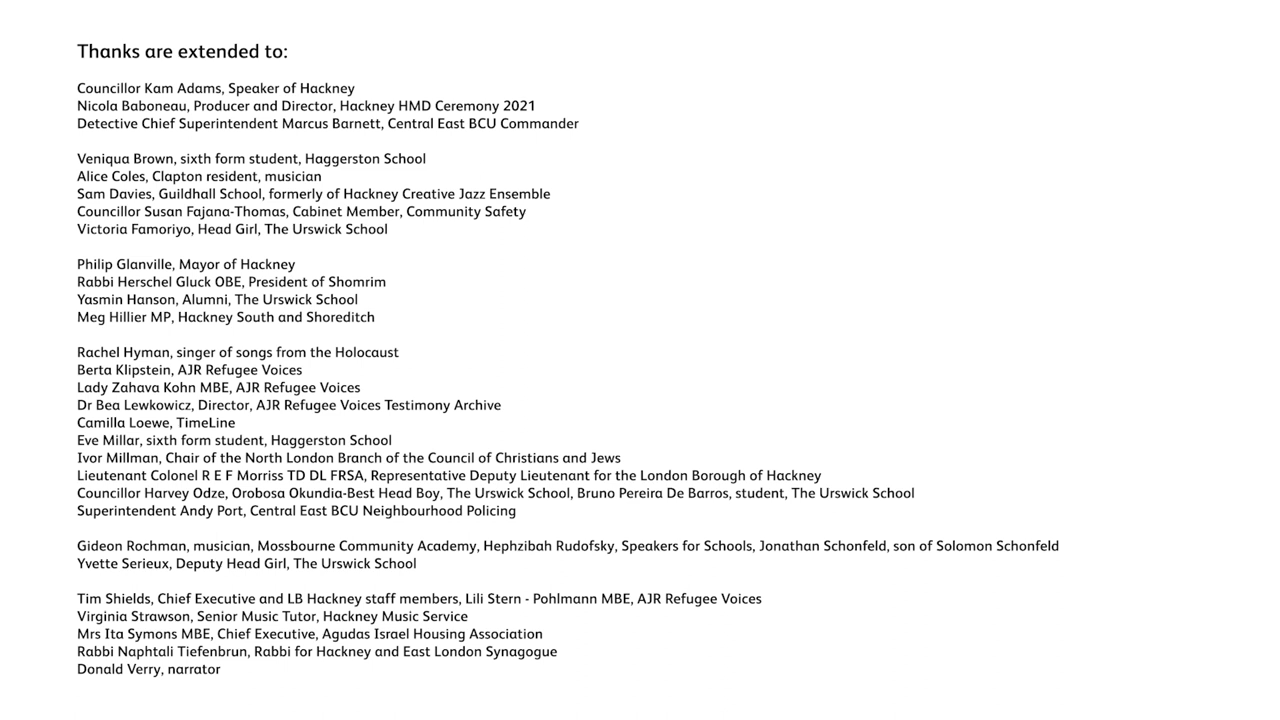 Thanks are extended to:
Councillor Kam Adams, Speaker of Hackney
Nicola Baboneau, Producer and Director, Hackney HMD Ceremony 2021
Detective Chief Superintendent Marcus Barnett, Central East BCU Commander
Veniqua Brown, sixth form student, Haggerston School
Alice Coles, Clapton resident, musician
Sam Davies, Guildhall School, formerly of Hackney Creative Jazz Ensemble
Councillor Susan Fajana-Thomas, Cabinet Member, Community Safety
Victoria Famoriyo, Head Girl, The Urswick School
Philip Glanville, Mayor of Hackney
Rabbi Herschel Gluck OBE, President of Shomrim
Yasmin Hanson, Alumni, The Urswick School
Meg Hillier MP, Hackney South and Shoreditch
Rachel Hyman, singer of songs from the Holocaust
Berta Klipstein, AJR Refugee Voices
Lady Zahava Kohn MBE, AJR Refugee Voices
Dr Bea Lewkowicz, Director, AJR Refugee Voices Testimony Archive
Camilla Loewe, TimeLine
Eve Millar, sixth form student, Haggerston School
Ivor Millman, Chair of the North London Branch of the Council of Christians and Jews
Lieutenant Colonel R E F Morriss TD DL FRSA, Representative Deputy Lieutenant for the London Borough of Hackney
Councillor Harvey Odze, Orobosa Okundia-Best Head Boy, The Urswick School, Bruno Pereira De Barros, student, The Urswick School
Superintendent Andy Port, Central East BCU Neighbourhood Policing
Gideon Rochman, musician, Mossbourne Community Academy, Hephzibah Rudofsky, Speakers for Schools, Jonathan Schonfeld, son of Solomon Schonfeld
Yvette Serieux, Deputy Head Girl, The Urswick School
Tim Shields, Chief Executive and LB Hackney staff members, Lili Stern - Pohlmann MBE, AJR Refugee Voices
Virginia Strawson, Senior Music Tutor, Hackney Music Service
Mrs Ita Symons MBE, Chief Executive, Agudas Israel Housing Association
Rabbi Naphtali Tiefenbrun, Rabbi for Hackney and East London Synagogue
Donald Verry, narrator